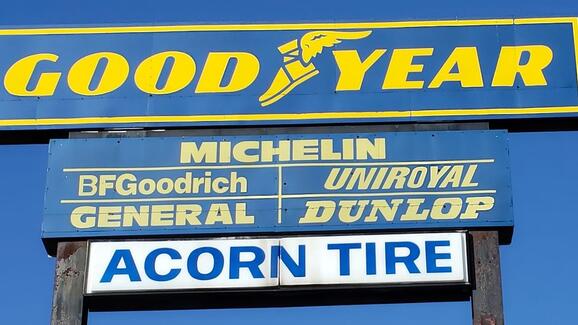 GOOD YEAR
MICHELIN
BFGoodrich UNIROYAL
GENERAL DUNLOP
ACORN TIRE